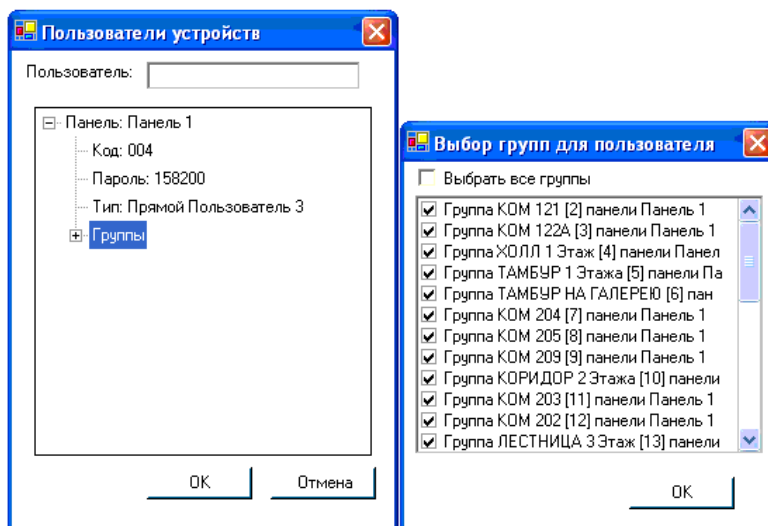 Пользователи устройств
Пользователь:
Панель: Панель 1
Код: 004
Пароль: 158200
Тип: Прямой Пользователь 3
Группы
OK
Отмена
Выбор групп для пользователя
Выбрать все группы
Группа КОМ 121 [2] панели Панель 1
Группа КОМ 122А [3] панели Панель 1
Группа ХОЛЛ 1 Этаж [4] панели Панел
Группа ТАМБУР 1 Этажа [5] панели Па
Группа ТАМБУР НА ГАЛЕРЕЮ [6] пан
Группа КОМ 204 [7] панели Панель 1
Группа КОМ 205 [8] панели Панель 1
Группа КОМ 209 [9] панели Панель 1
Группа КОРИДОР 2 Этажа [10] панели
Группа КОМ 203 [11] панели Панель 1
Группа КОМ 202 [12] панели Панель 1
Группа ЛЕСТНИЦА 3 Этаж [13] панели
OK